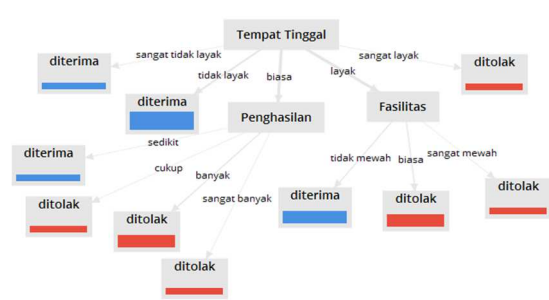 Tempat Tinggal
sangat tidak layak
tidak layak
biasa
layak
sangat layak
diterima
diterima
Penghasilan
Fasilitas
ditolak
sedikit
cukup
banyak
sangat banyak
tidak mewah
biasa
sangat mewah
diterima
ditolak
ditolak
ditolak
diterima
ditolak
ditolak